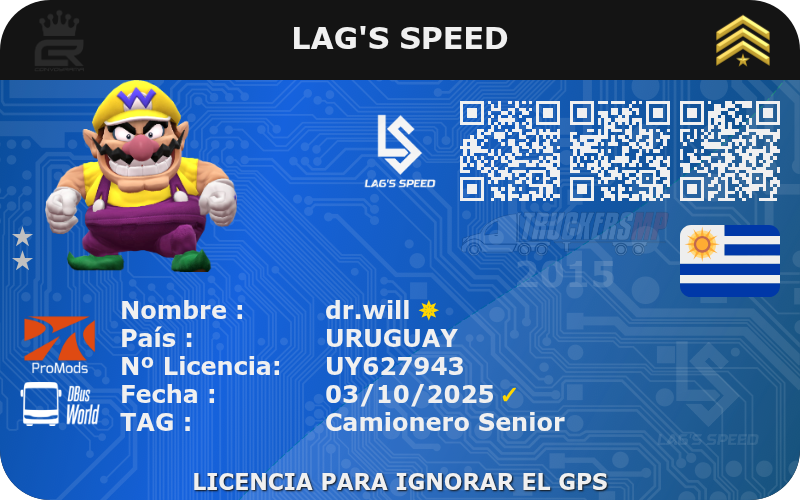 LAG'S SPEED
LAG'S SPEED
TRUCKERSMP
2015
Nombre : dr.will
País : URUGUAY
Nº Licencia: UY627943
Fecha : 03/10/2025
TAG : Camionero Senior
ProMods
DBus
World
LAG'S SPEED
LICENCIA PARA IGNORAR EL GPS